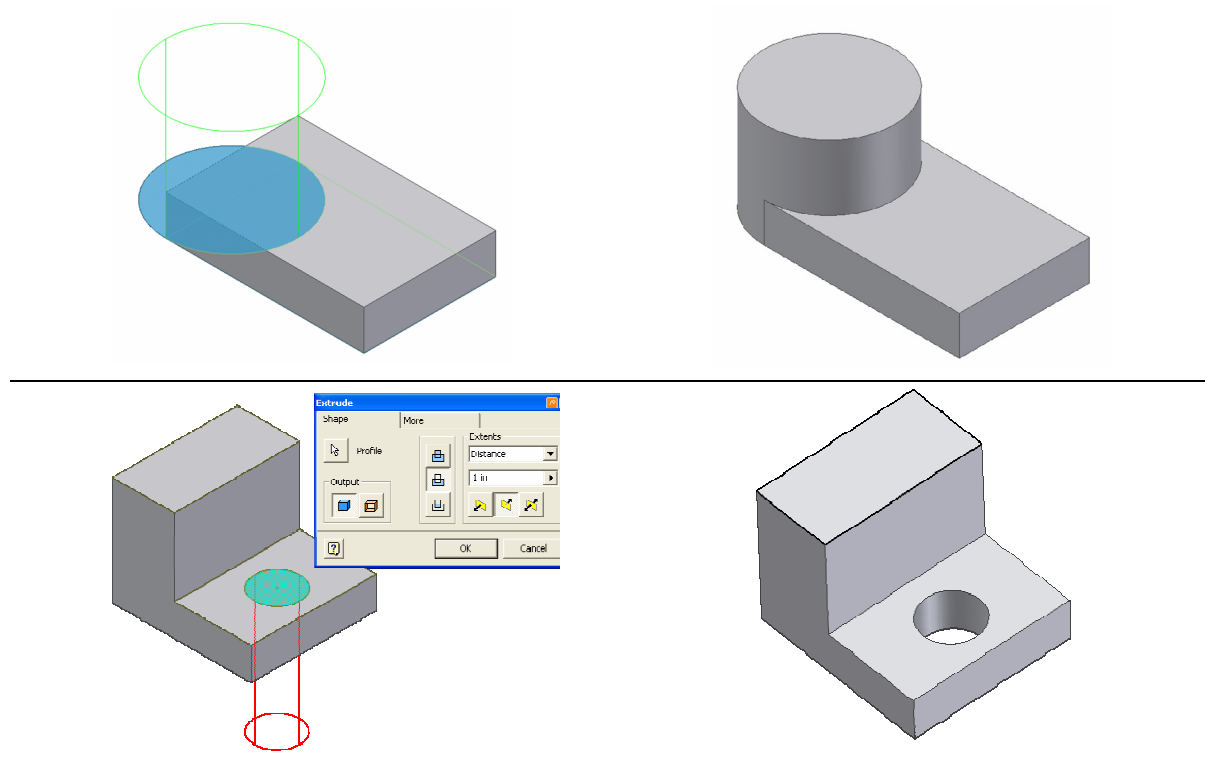 Extrude
Shape More
Profile
Extents
Distance
Output
1 in
OK Cancel
?